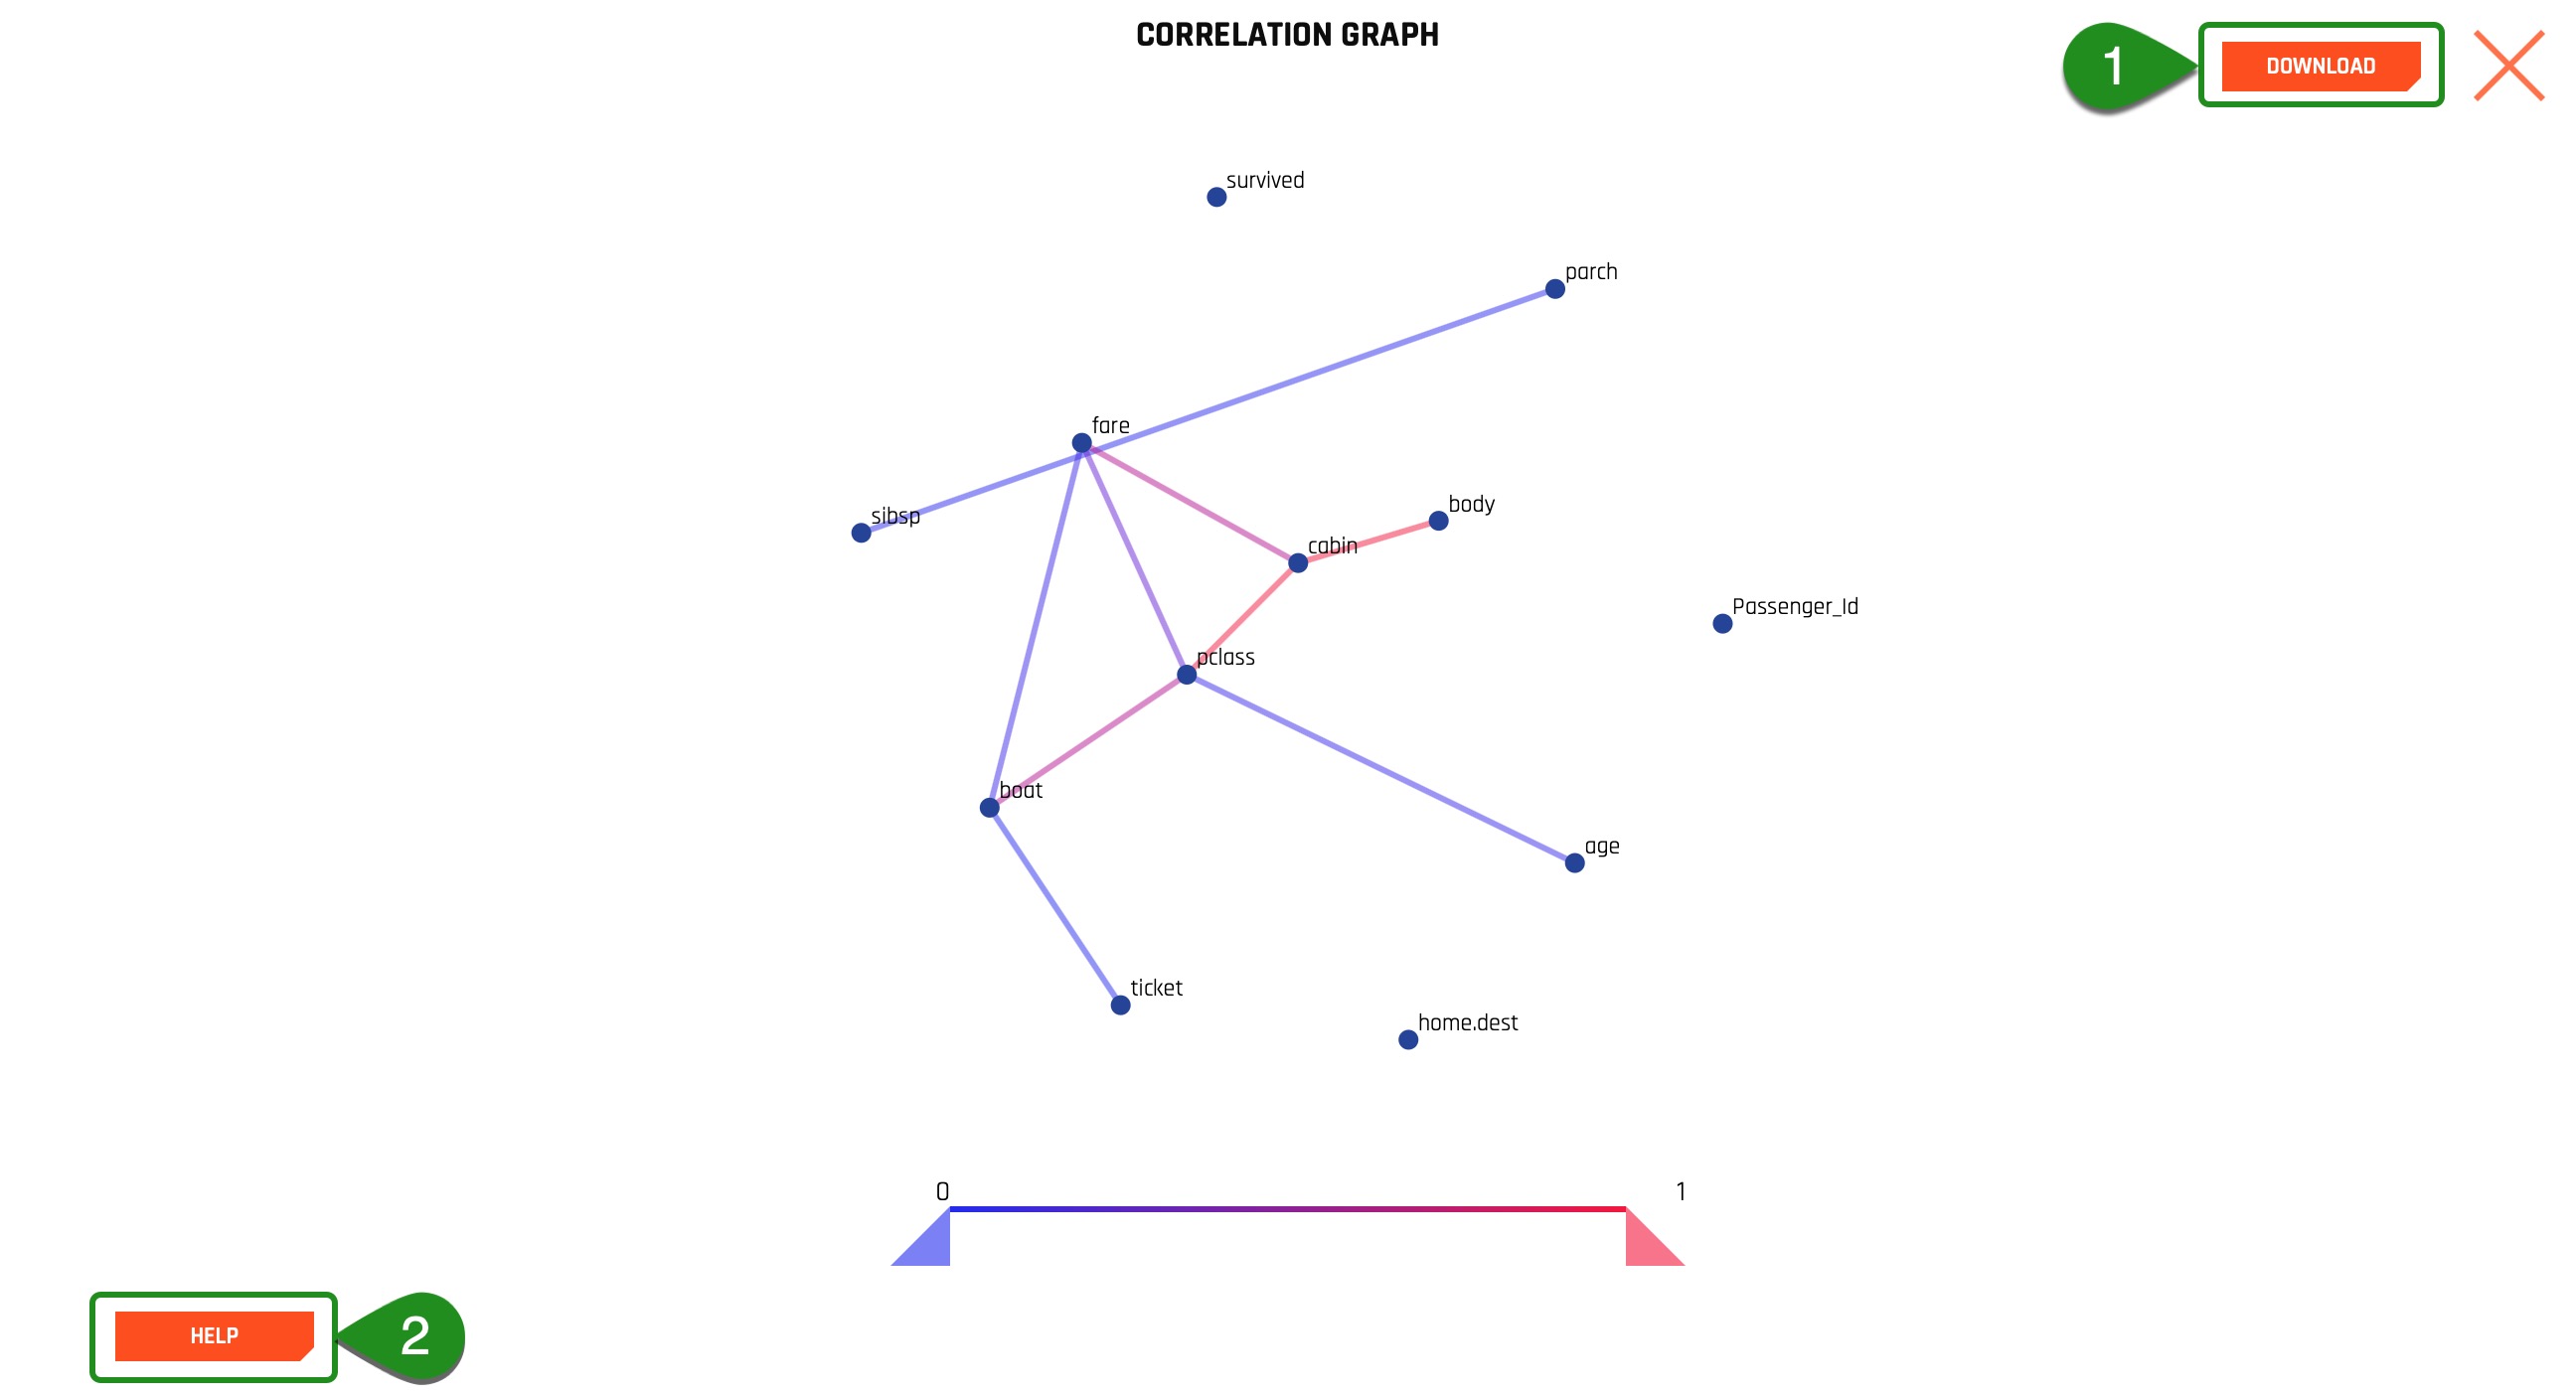 CORRELATION GRAPH
1
DOWNLOAD
survived
parch
fare
sibsp
body
cabin
Passenger_Id
pclass
boat
age
ticket
home.dest
0
1
HELP
2